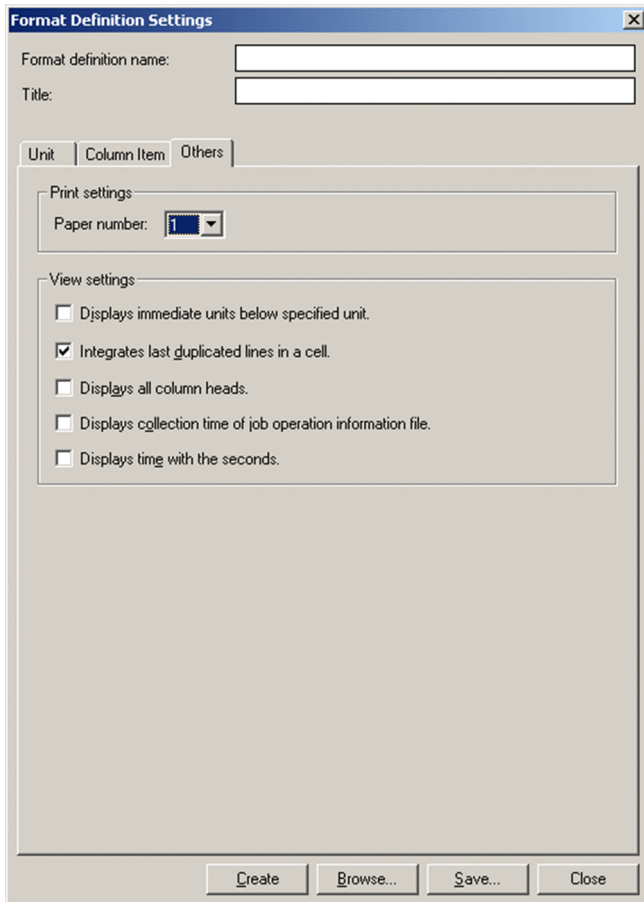 Format Definition Settings
Format definition name:
Title:
Unit Column Item Others
Print settings
Paper number: 1
View settings
Displays immediate units below specified unit.
Integrates last duplicated lines in a cell.
Displays all column heads.
Displays collection time of job operation information file.
Displays time with the seconds.
Create Browse... Save... Close